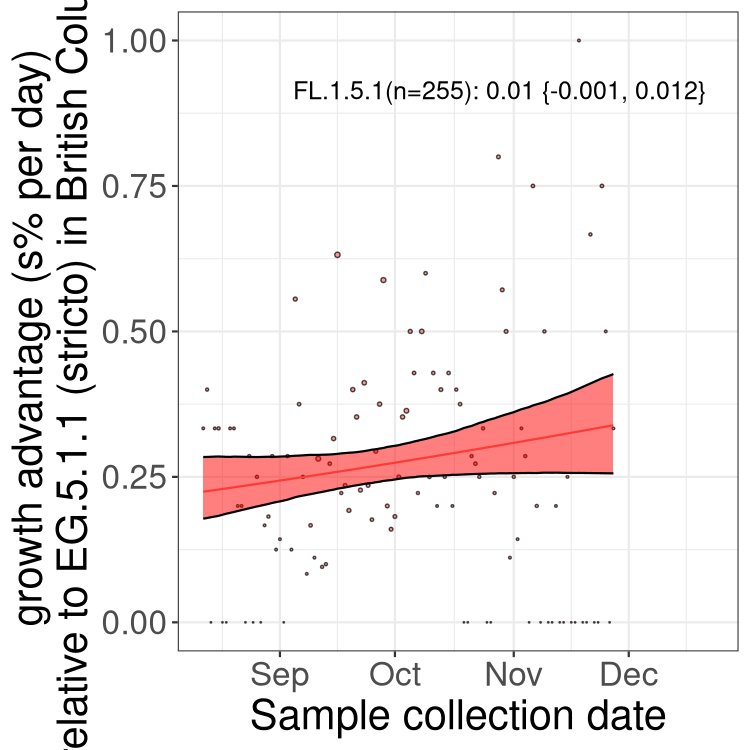 growth advantage (s% per day)
relative to EG.5.1.1 (stricto) in British Colu
1.00
0.75
0.50
0.25
0.00
FL.1.5.1(n=255): 0.01 {-0.001, 0.012}
Sep Oct Nov Dec
Sample collection date